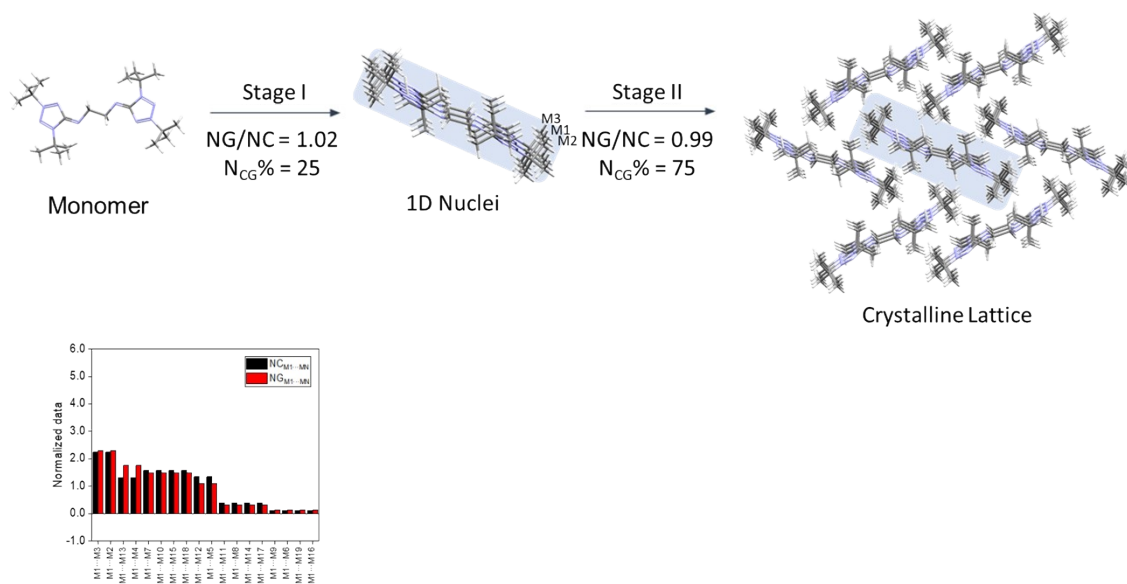 Monomer
Stage I
NG/NC = 1.02
N_CG% = 25
M3
M1
M2
1D Nuclei
Stage II
NG/NC = 0.99
N_CG% = 75
Crystalline Lattice
NC_M1···MN
NG_M1···MN
Normalized data
6.0
5.0
4.0
3.0
2.0
1.0
0.0
-1.0
M1···M3
M1···M2
M1···M13
M1···M4
M1···M7
M1···M10
M1···M15
M1···M18
M1···M12
M1···M5
M1···M11
M1···M8
M1···M14
M1···M17
M1···M9
M1···M6
M1···M19
M1···M16